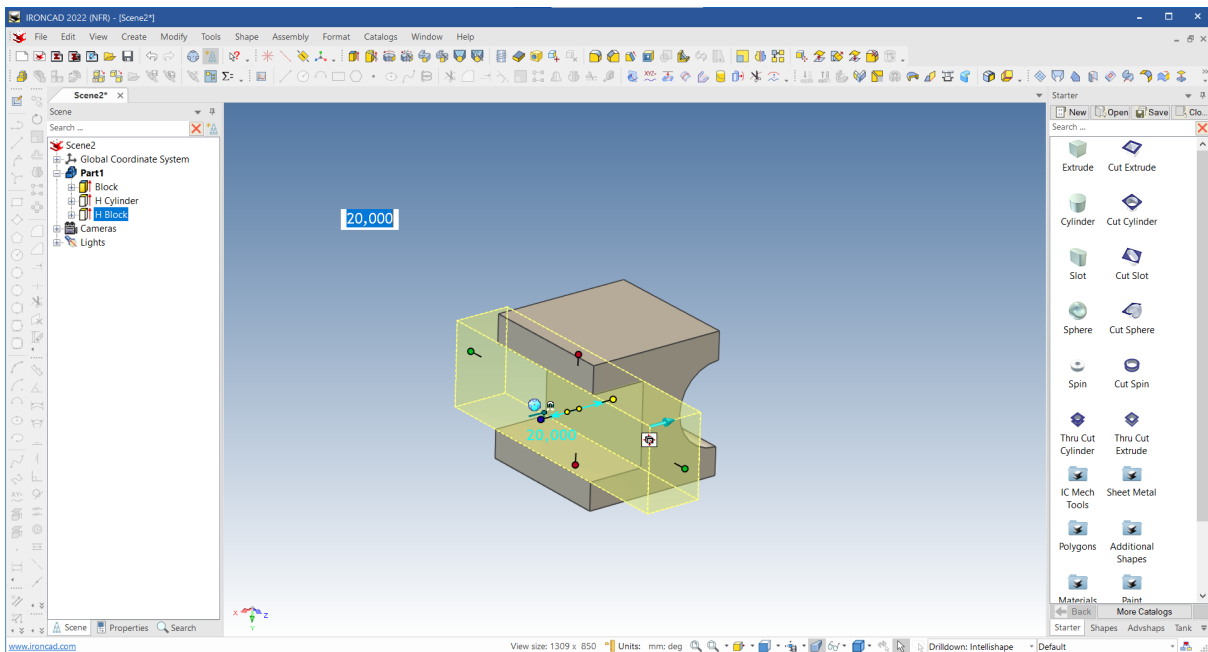 IRONCAD 2022 (NFR) - [Scene2*]
File Edit View Create Modify Tools Shape Assembly Format Catalogs Window Help
Scene2* ×
Scene
Search ...
Scene2
Global Coordinate System
Part1
Block
H Cylinder
H Block
Cameras
Lights
20,000
20,000
X Z
Y
Starter
New Open Save Clo...
Search ...
Extrude Cut Extrude
Cylinder Cut Cylinder
Slot Cut Slot
Sphere Cut Sphere
Spin Cut Spin
Thru Cut Thru Cut
Cylinder Extrude
IC Mech Sheet Metal
Tools
Polygons Additional
Shapes
Materials Paint
Back More Catalogs
Scene Properties Search
Starter Shapes Advshaps Tank
www.ironcad.com
View size: 1309 x 850 Units: mm: deg Drilldown: Intellishape Default